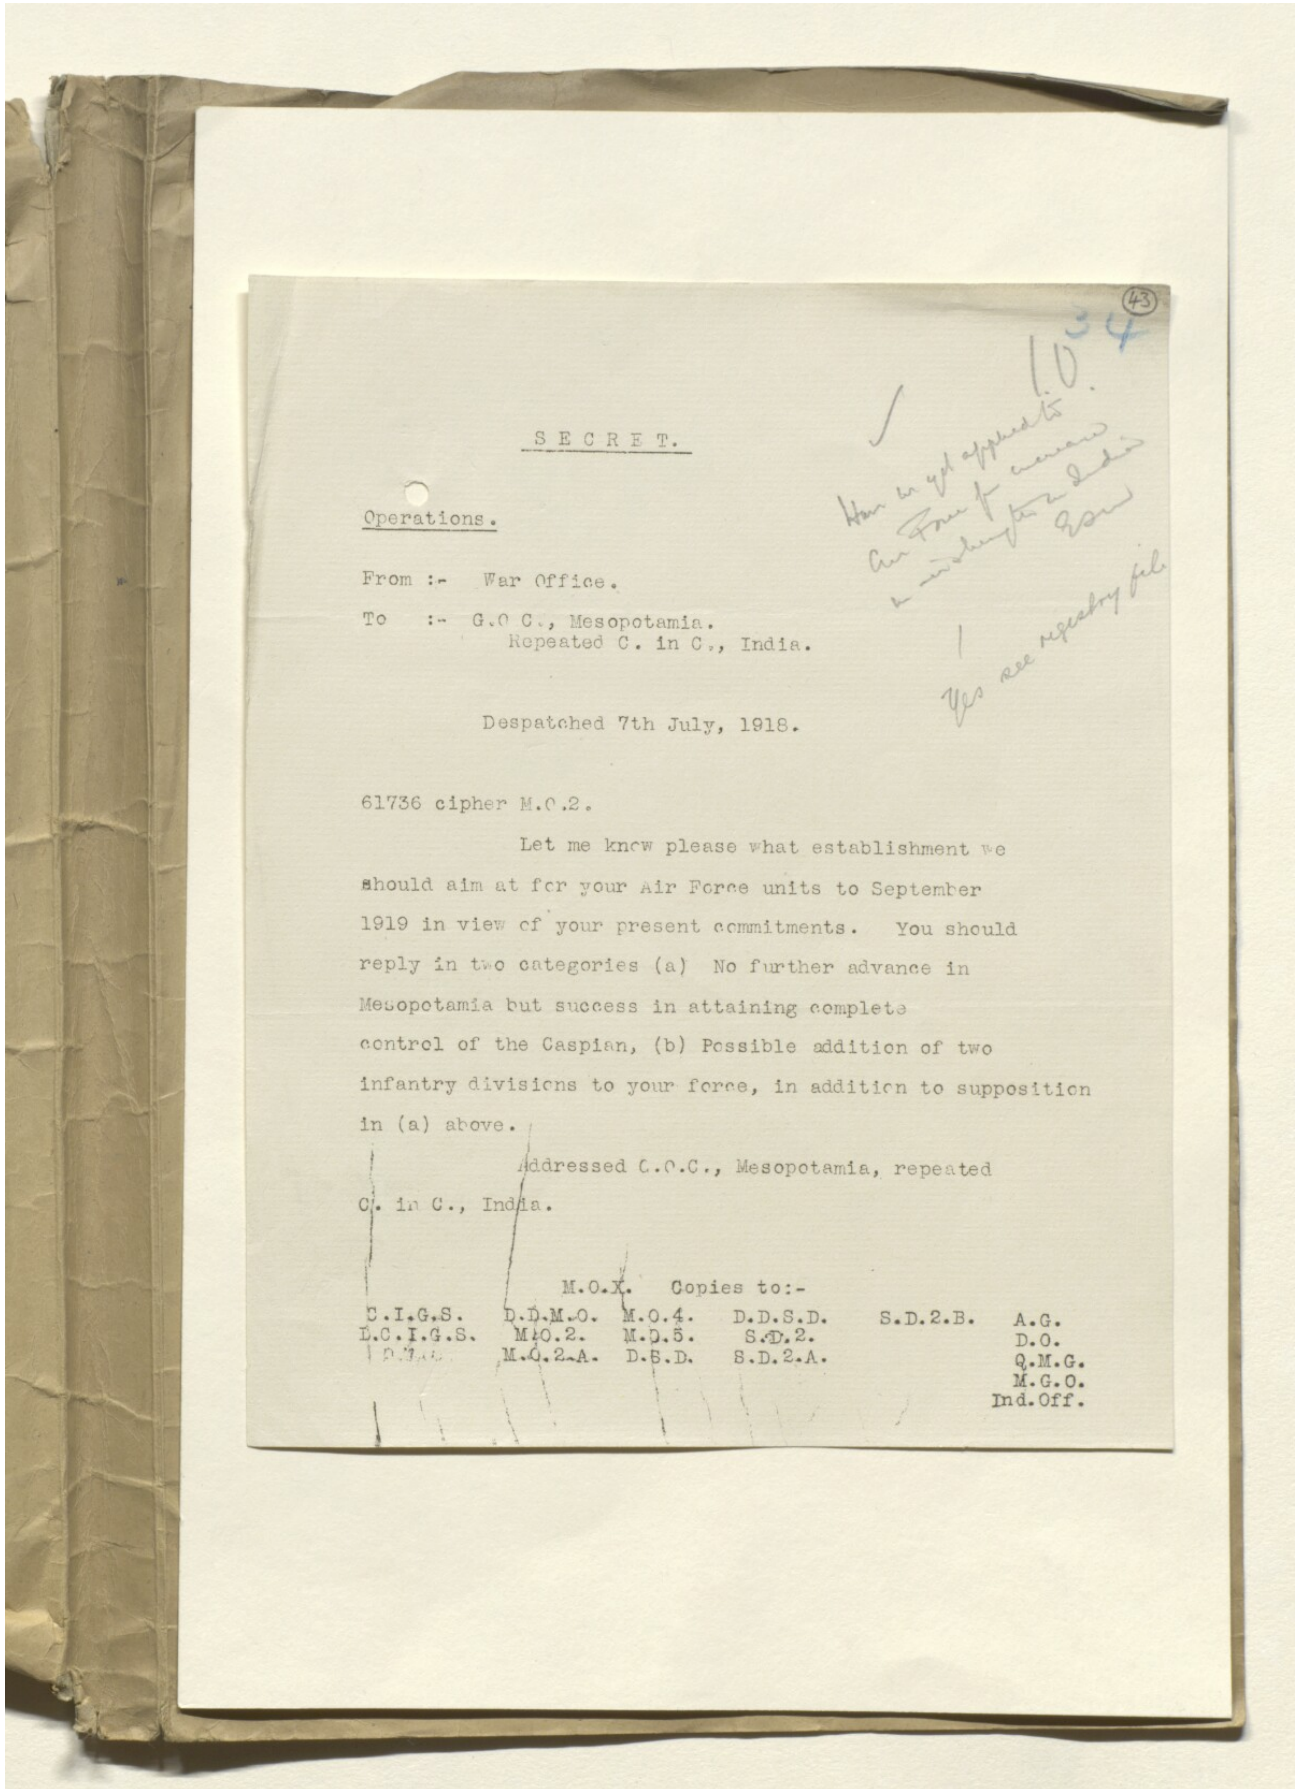 43
34
I.O.
SECRET.
Have we yet applied to
Air Force for increase
in strength in India
Operations.
From :- War Office.
To :- G.O.C., Mesopotamia.
Repeated C. in C., India.
Yes see registry file
Despatched 7th July, 1918.
61736 cipher M.O.2.
Let me know please what establishment we
should aim at for your Air Force units to September
1919 in view of your present commitments. You should
reply in two categories (a) No further advance in
Mesopotamia but success in attaining complete
control of the Caspian, (b) Possible addition of two
infantry divisions to your force, in addition to supposition
in (a) above.
Addressed G.O.C., Mesopotamia, repeated
C. in C., India.
M.O.X. Copies to:-
C.I.G.S. D.D.M.O. M.O.4. D.D.S.D. S.D.2.B. A.G.
D.C.I.G.S. M.O.2. M.O.5. S.D.2. D.O.
M.O.2.A. D.S.D. S.D.2.A. Q.M.G.
M.G.O.
Ind.Off.